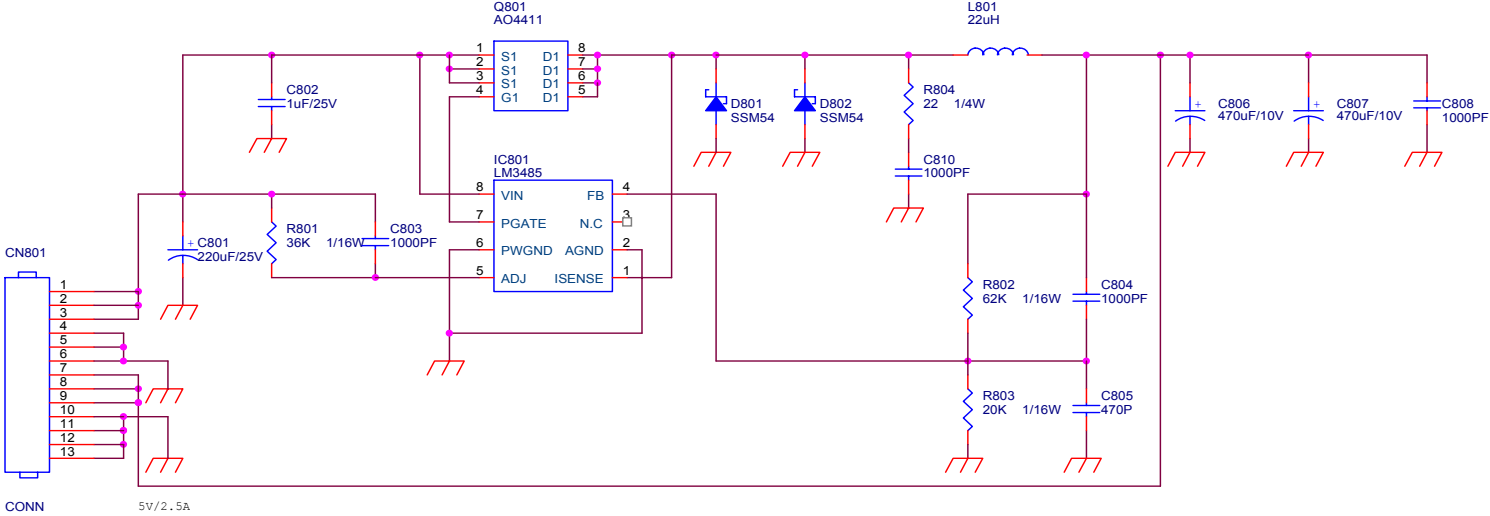 Q801
AO4411
L801
22uH
1 S1 D1 8
2 S1 D1 7
3 S1 D1 6
4 G1 D1 5
C802
1uF/25V
D801
SSM54
D802
SSM54
R804
22 1/4W
C810
1000PF
+ C806
470uF/10V
+ C807
470uF/10V
C808
1000PF
IC801
LM3485
8 VIN FB 4
7 PGATE N.C 3
6 PWGND AGND 2
5 ADJ ISENSE 1
+ C801
220uF/25V
R801
36K 1/16W
C803
1000PF
CN801
1
2
3
4
5
6
7
8
9
10
11
12
13
CONN
5V/2.5A
R802
62K 1/16W
C804
1000PF
R803
20K 1/16W
C805
470P